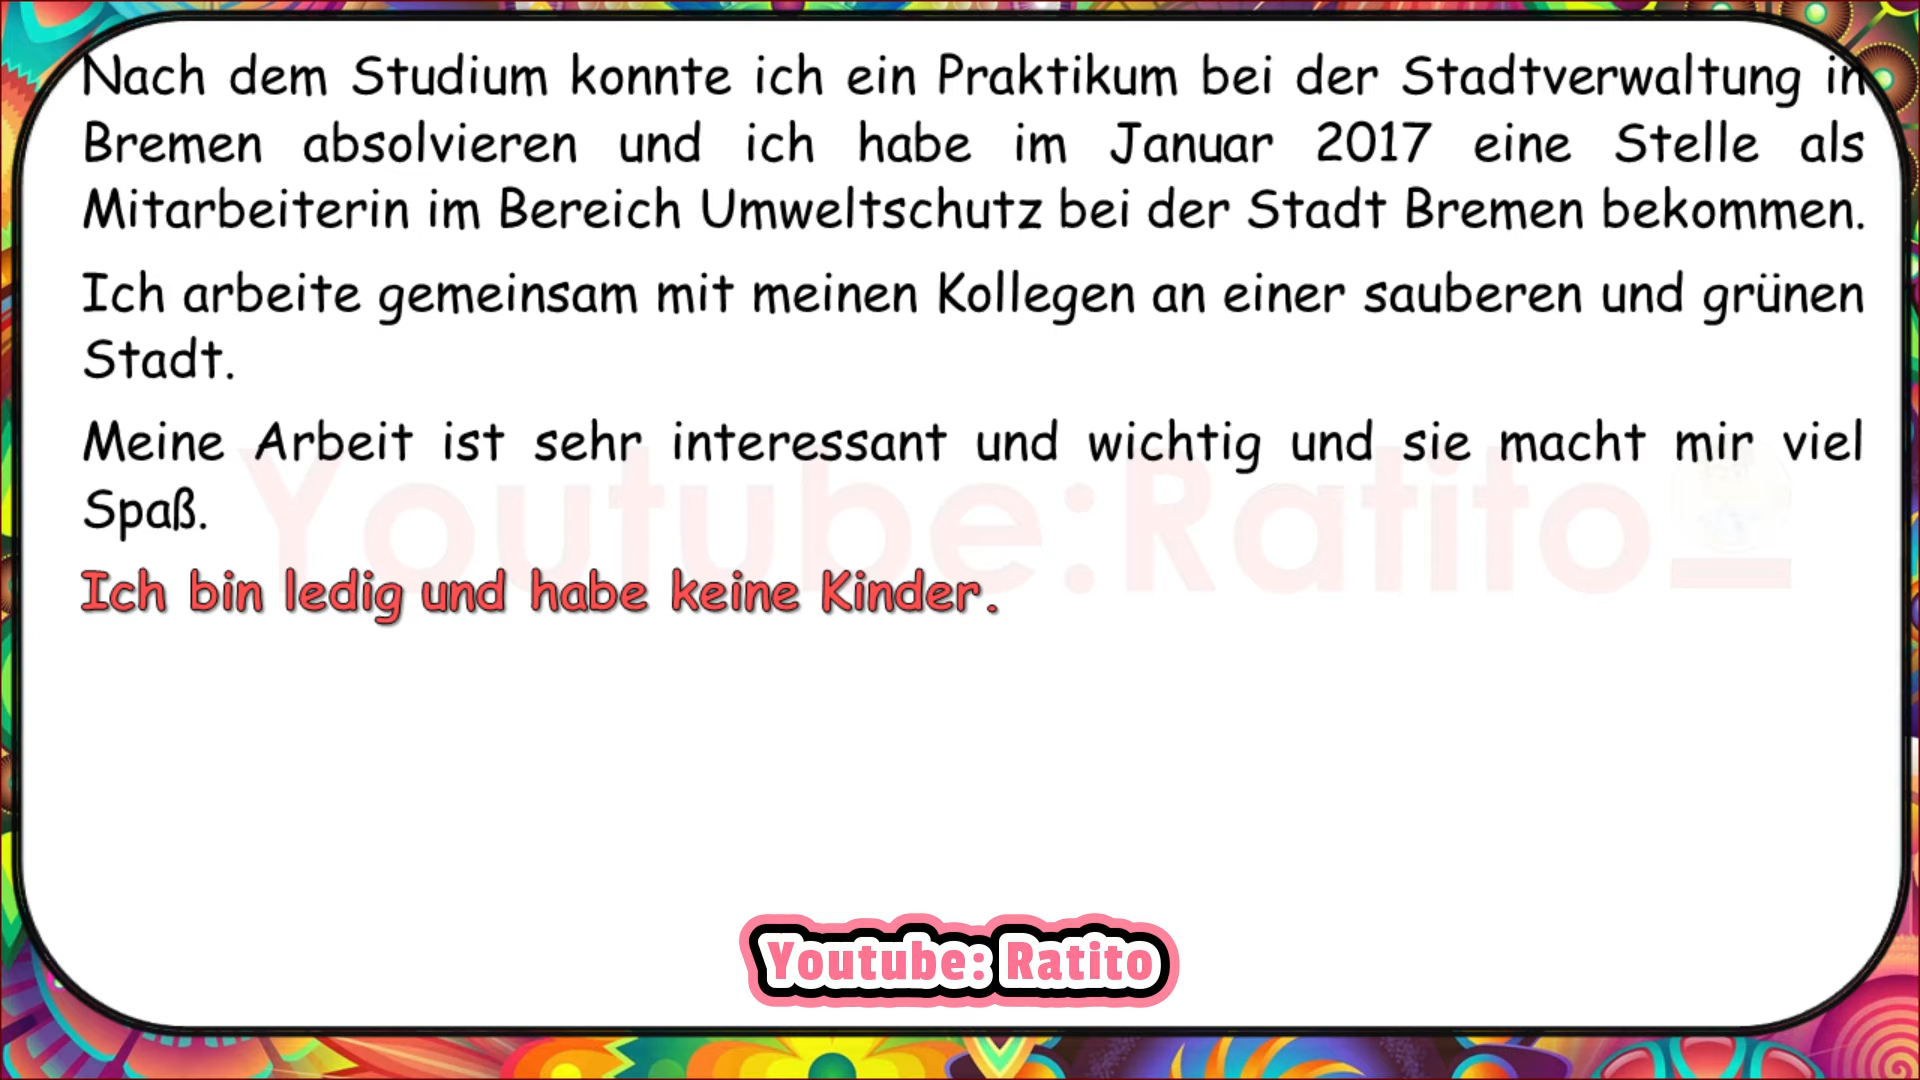 Nach dem Studium konnte ich ein Praktikum bei der Stadtverwaltung in
Bremen absolvieren und ich habe im Januar 2017 eine Stelle als
Mitarbeiterin im Bereich Umweltschutz bei der Stadt Bremen bekommen.
Ich arbeite gemeinsam mit meinen Kollegen an einer sauberen und grünen
Stadt.
Meine Arbeit ist sehr interessant und wichtig und sie macht mir viel
Spaß.
Youtube:Ratito
Ich bin ledig und habe keine Kinder.
Youtube: Ratito